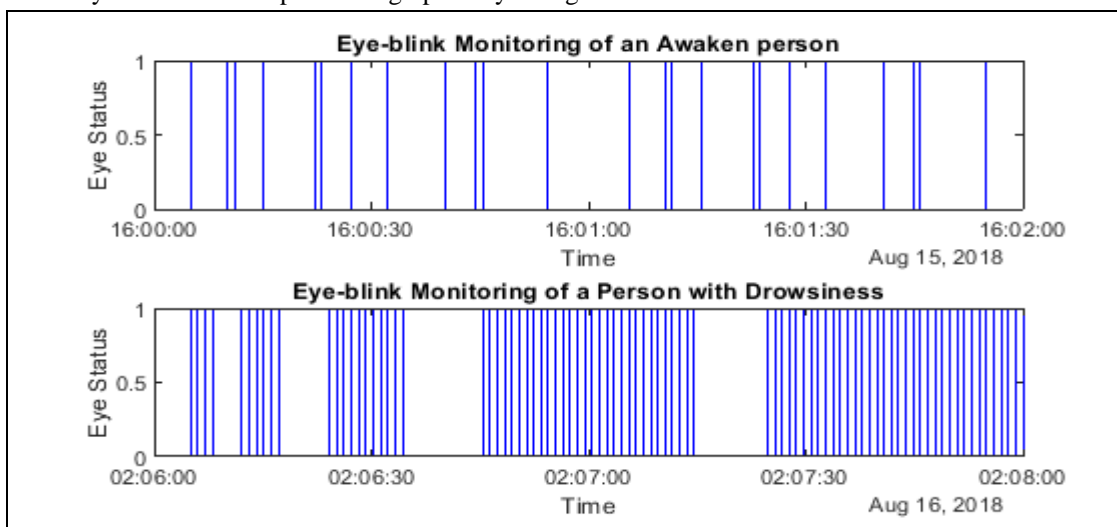 Eye-blink Monitoring of an Awaken person
1
0.5
0
Eye Status
16:00:00 16:00:30 16:01:00 16:01:30 16:02:00
Time
Aug 15, 2018
Eye-blink Monitoring of a Person with Drowsiness
1
0.5
0
Eye Status
02:06:00 02:06:30 02:07:00 02:07:30 02:08:00
Time
Aug 16, 2018